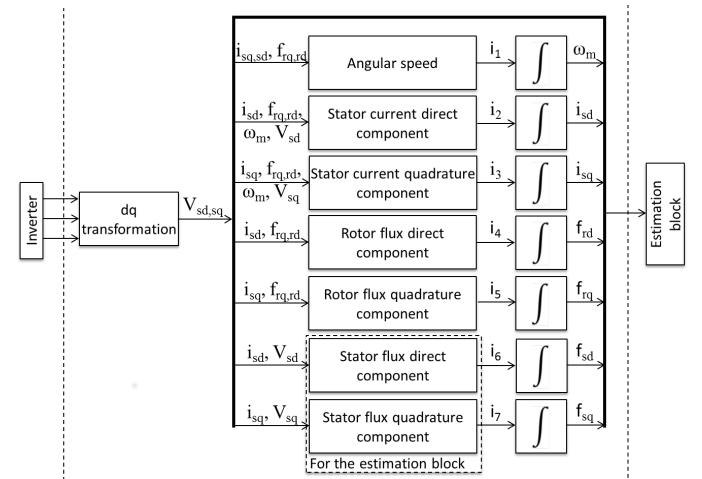 Inverter
dq
transformation
V_sd,sq
i_sq,sd, f_rq,rd
Angular speed
i_1
∫
ω_m
i_sd, f_rq,rd,
ω_m, V_sd
Stator current direct
component
i_2
∫
i_sd
i_sq, f_rq,rd,
ω_m, V_sq
Stator current quadrature
component
i_3
∫
i_sq
i_sd, f_rq,rd
Rotor flux direct
component
i_4
∫
f_rd
i_sq, f_rq,rd
Rotor flux quadrature
component
i_5
∫
f_rq
i_sd, V_sd
Stator flux direct
component
i_6
∫
f_sd
i_sq, V_sq
Stator flux quadrature
component
i_7
∫
f_sq
For the estimation block
Estimation
block